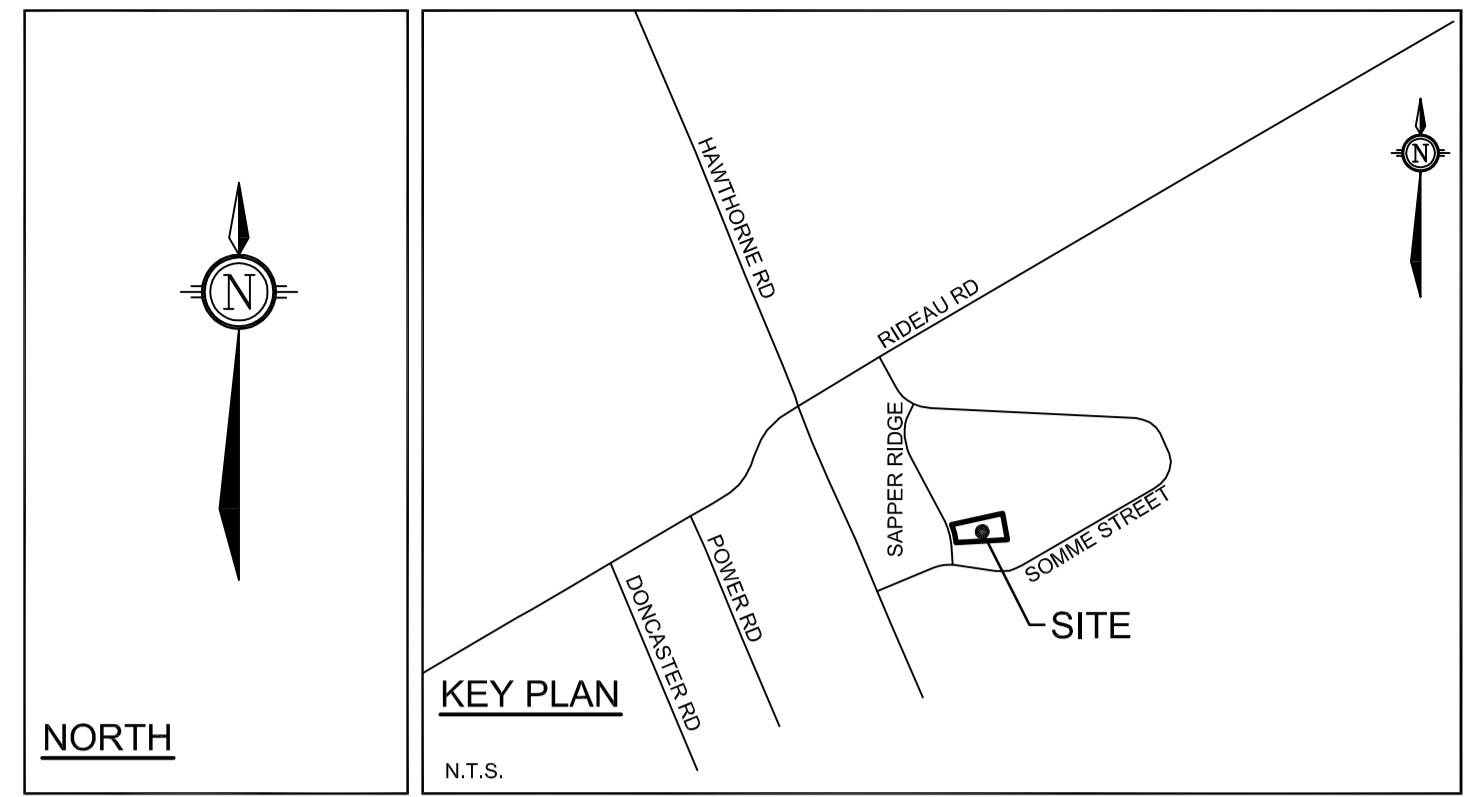 N
NORTH
HAWTHORNE RD
N
RIDEAU RD
SAPPER RIDGE
SOMME STREET
POWER RD
DONCASTER RD
SITE
KEY PLAN
N.T.S.